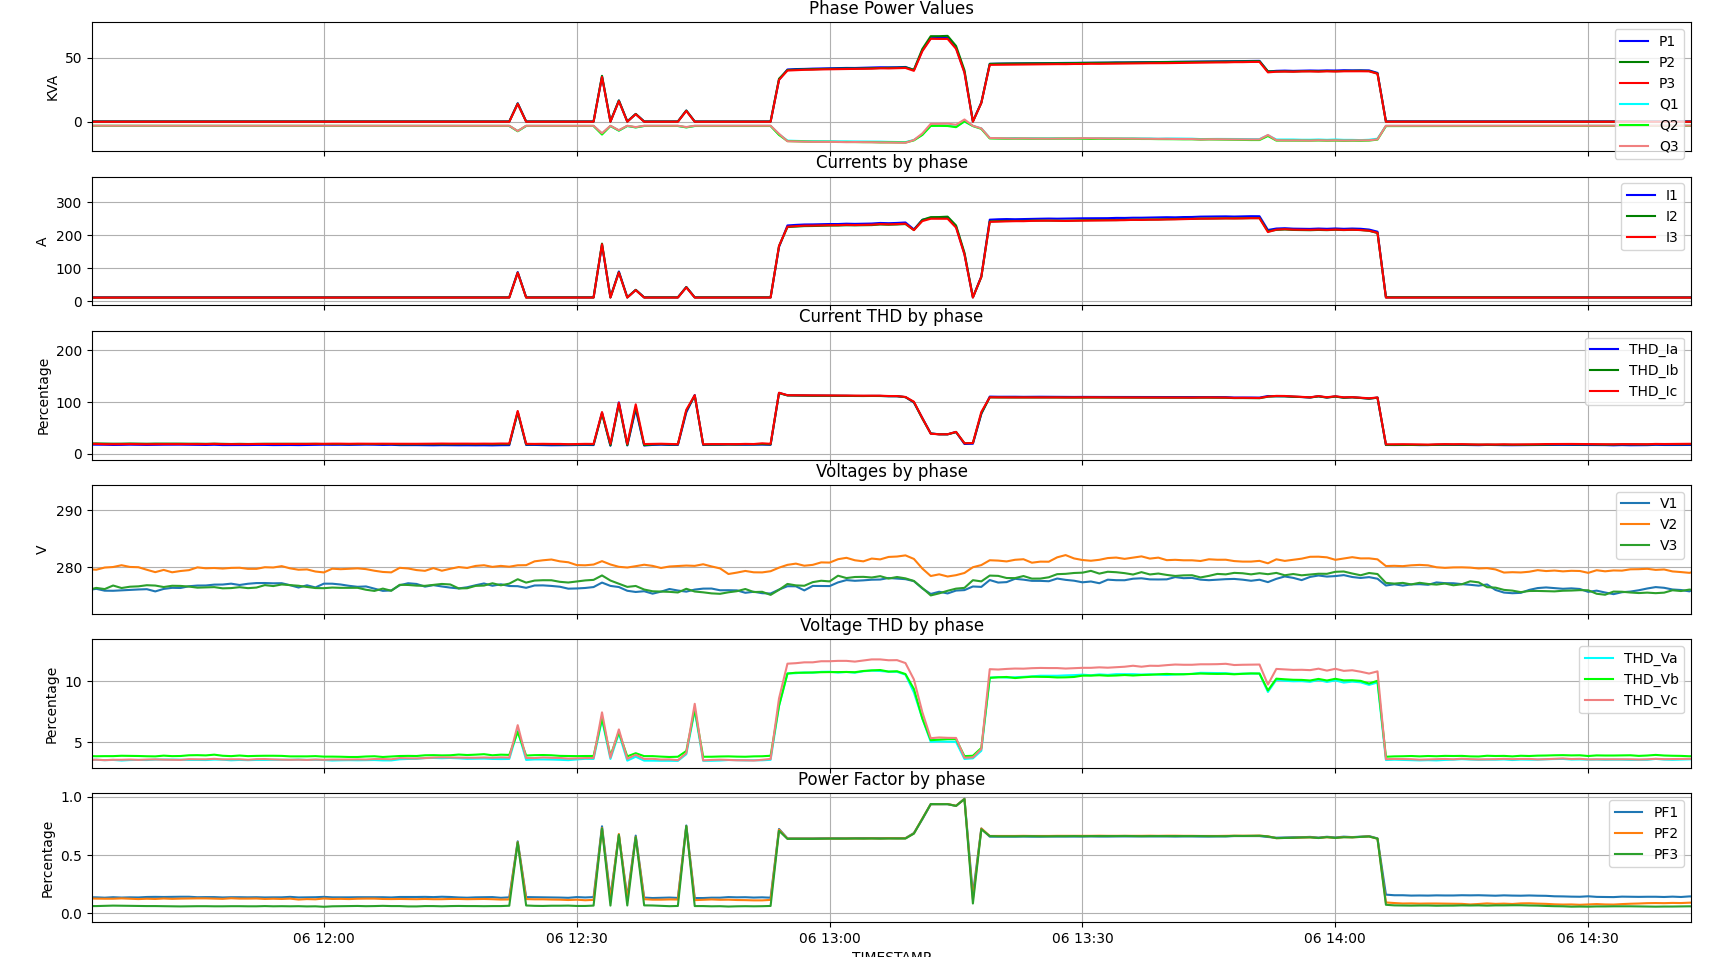 Phase Power Values
KVA
50
0
P1
P2
P3
Q1
Q2
Q3
Currents by phase
A
300
200
100
0
I1
I2
I3
Current THD by phase
Percentage
200
100
0
THD_Ia
THD_Ib
THD_Ic
Voltages by phase
V
290
280
V1
V2
V3
Voltage THD by phase
Percentage
10
5
THD_Va
THD_Vb
THD_Vc
Power Factor by phase
Percentage
1.0
0.5
0.0
PF1
PF2
PF3
06 12:00 06 12:30 06 13:00 06 13:30 06 14:00 06 14:30
TIMESTAMP